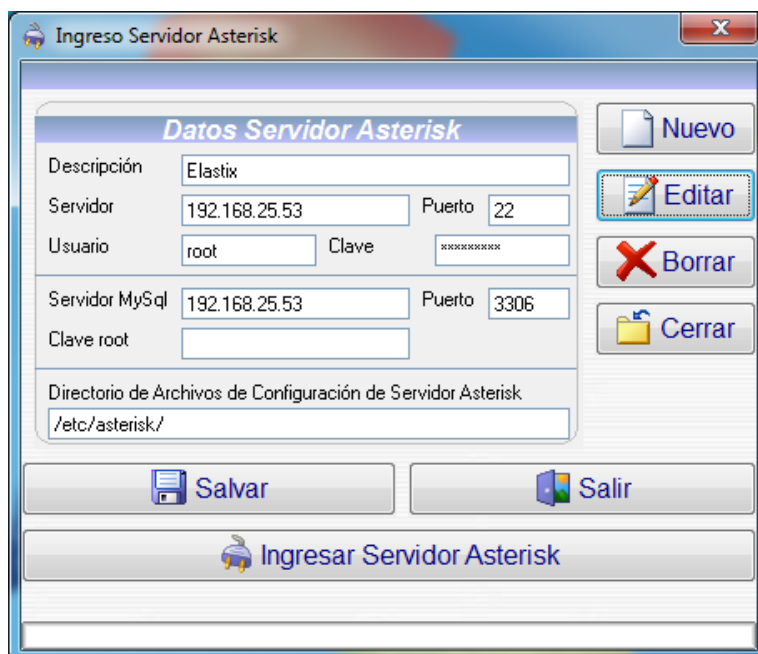 Ingreso Servidor Asterisk
x
Datos Servidor Asterisk
Descripción Elastix
Servidor 192.168.25.53 Puerto 22
Usuario root Clave xxxxxxxxx
Servidor MySql 192.168.25.53 Puerto 3306
Clave root
Directorio de Archivos de Configuración de Servidor Asterisk
/etc/asterisk/
Nuevo
Editar
Borrar
Cerrar
Salvar Salir
Ingresar Servidor Asterisk